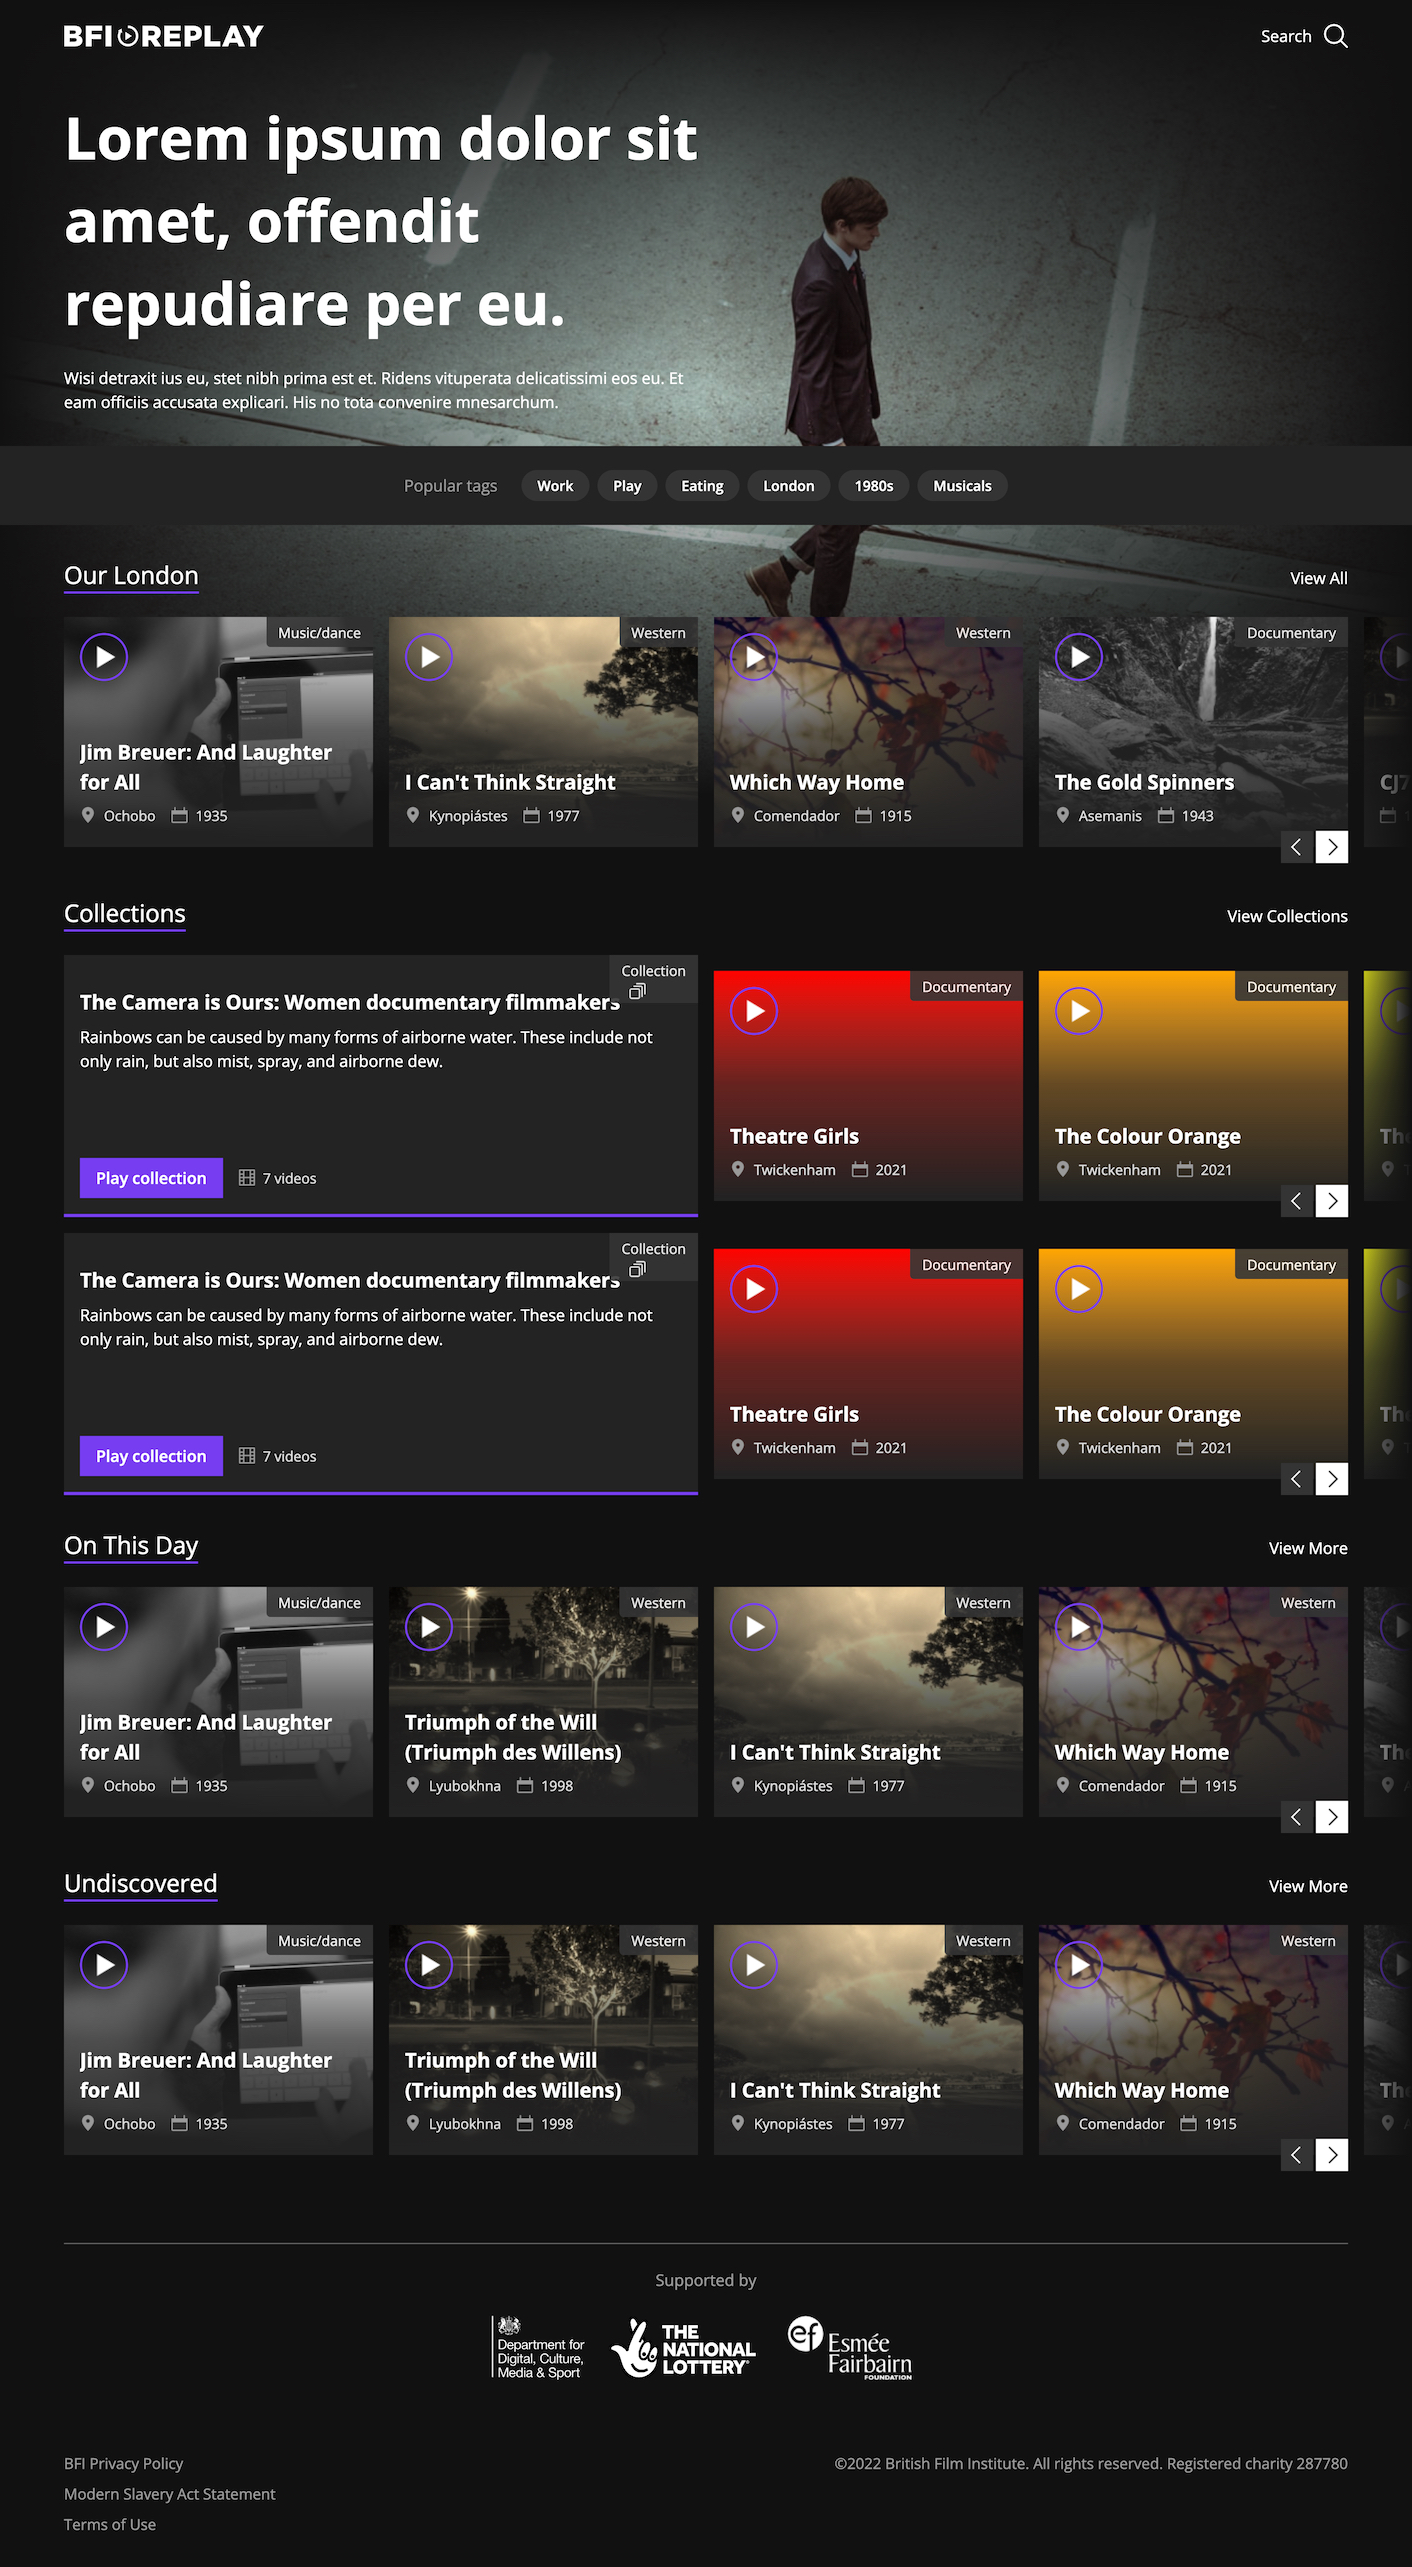 BFI REPLAY
Search
Lorem ipsum dolor sit
amet, offendit
repudiare per eu.
Wisi detraxit ius eu, stet nibh prima est et. Ridens vituperata delicatissimi eos eu. Et
eam officiis accusata explicari. His no tota convenire mnesarchum.
Popular tags Work Play Eating London 1980s Musicals
Our London
View All
Music/dance
Jim Breuer: And Laughter
for All
Ochobo 1935
Western
I Can't Think Straight
Kynopiástes 1977
Western
Which Way Home
Comendador 1915
Documentary
The Gold Spinners
Asemanis 1943
CJ7
Collections
View Collections
Collection
The Camera is Ours: Women documentary filmmakers
Rainbows can be caused by many forms of airborne water. These include not
only rain, but also mist, spray, and airborne dew.
Play collection 7 videos
Documentary
Theatre Girls
Twickenham 2021
Documentary
The Colour Orange
Twickenham 2021
Collection
The Camera is Ours: Women documentary filmmakers
Rainbows can be caused by many forms of airborne water. These include not
only rain, but also mist, spray, and airborne dew.
Play collection 7 videos
Documentary
Theatre Girls
Twickenham 2021
Documentary
The Colour Orange
Twickenham 2021
On This Day
View More
Music/dance
Jim Breuer: And Laughter
for All
Ochobo 1935
Western
Triumph of the Will
(Triumph des Willens)
Lyubokhna 1998
Western
I Can't Think Straight
Kynopiástes 1977
Western
Which Way Home
Comendador 1915
Undiscovered
View More
Music/dance
Jim Breuer: And Laughter
for All
Ochobo 1935
Western
Triumph of the Will
(Triumph des Willens)
Lyubokhna 1998
Western
I Can't Think Straight
Kynopiástes 1977
Western
Which Way Home
Comendador 1915
Supported by
Department for
Digital, Culture,
Media & Sport
THE
NATIONAL
LOTTERY
ef
Esmée
Fairbairn
FOUNDATION
BFI Privacy Policy
Modern Slavery Act Statement
Terms of Use
©2022 British Film Institute. All rights reserved. Registered charity 287780